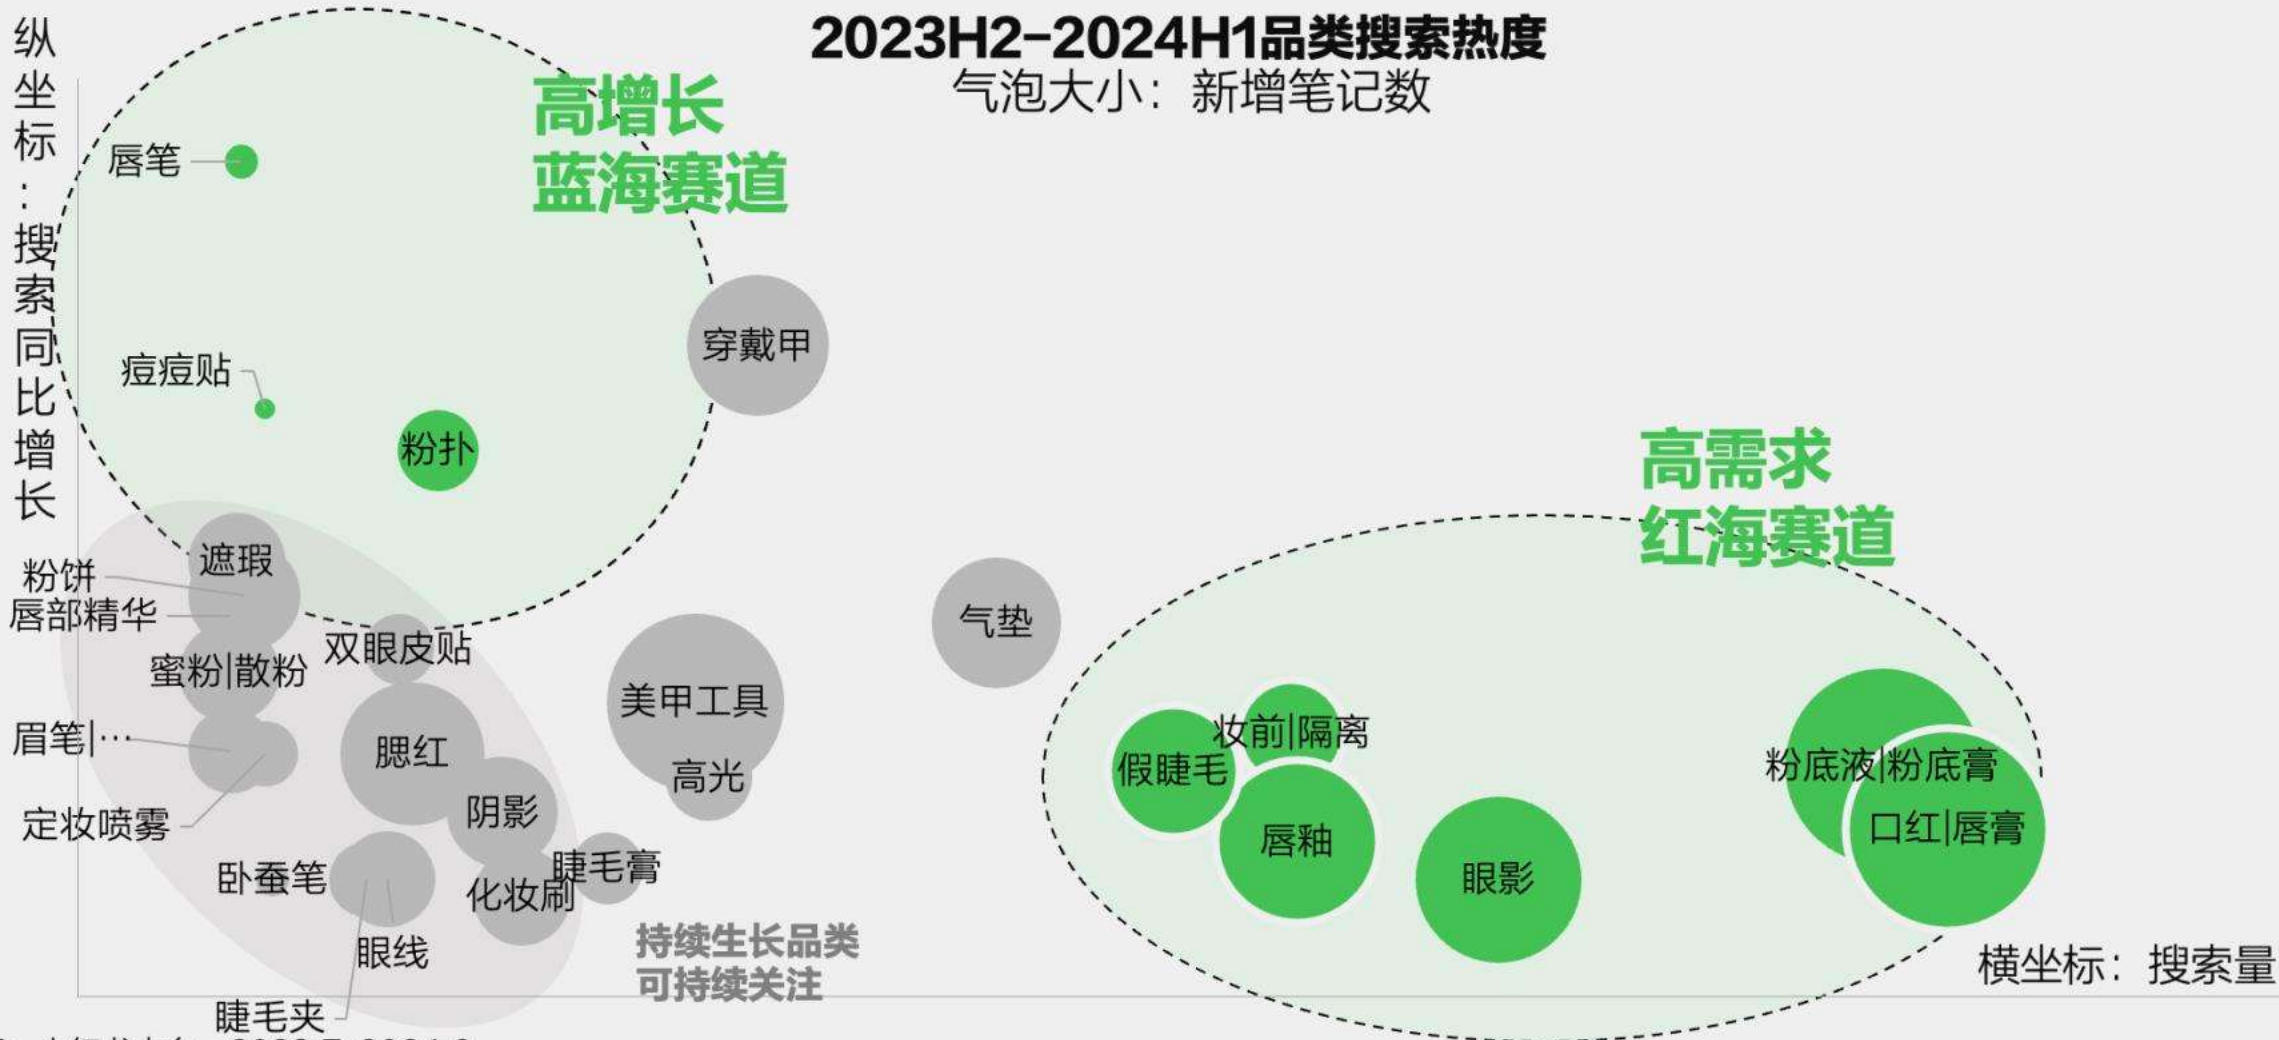 2023H2-2024H1品类搜索热度
气泡大小：新增笔记数
纵坐标：搜索同比增长
高增长
蓝海赛道
唇笔
穿戴甲
痘痘贴
粉扑
高需求
红海赛道
遮瑕
粉饼
唇部精华
气垫
双眼皮贴
蜜粉|散粉
美甲工具
妆前|隔离
眉笔|…
腮红
假睫毛
粉底液|粉底膏
高光
阴影
定妆喷雾
唇釉
口红|唇膏
卧蚕笔
睫毛膏
化妆刷
眼影
眼线
持续生长品类
可持续关注
横坐标：搜索量
睫毛夹